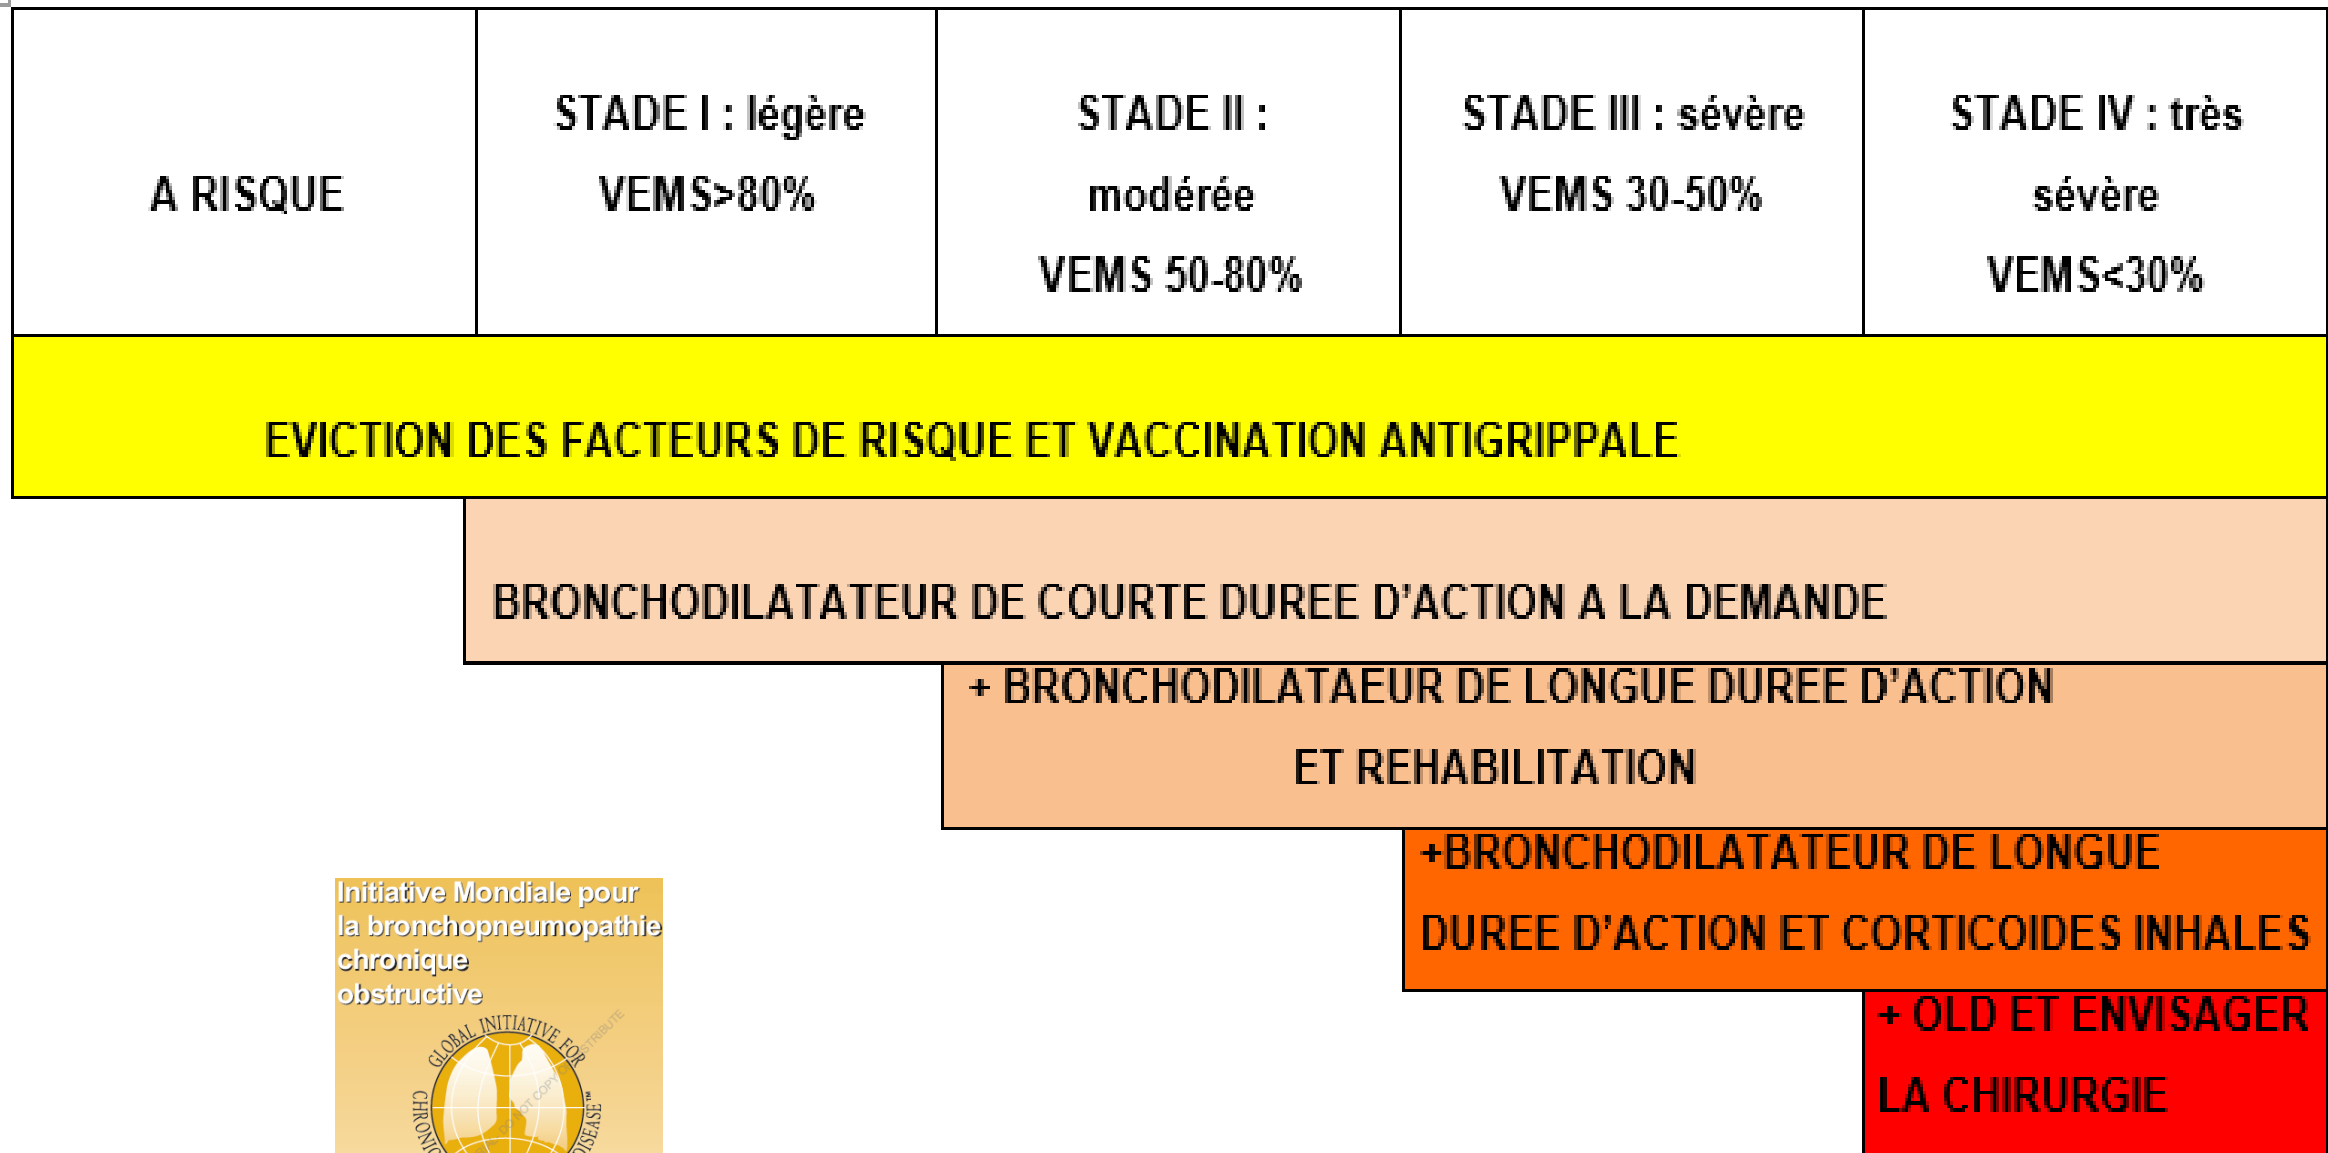 A RISQUE
STADE I : légère
VEMS>80%
STADE II :
modérée
VEMS 50-80%
STADE III : sévère
VEMS 30-50%
STADE IV : très
sévère
VEMS<30%
EVICTION DES FACTEURS DE RISQUE ET VACCINATION ANTIGRIPPALE
BRONCHODILATATEUR DE COURTE DUREE D'ACTION A LA DEMANDE
+ BRONCHODILATAEUR DE LONGUE DUREE D'ACTION
ET REHABILITATION
+BRONCHODILATATEUR DE LONGUE
DUREE D'ACTION ET CORTICOIDES INHALES
+ OLD ET ENVISAGER
LA CHIRURGIE
Initiative Mondiale pour
la bronchopneumopathie
chronique
obstructive
GLOBAL INITIATIVE FOR
DISEASE™